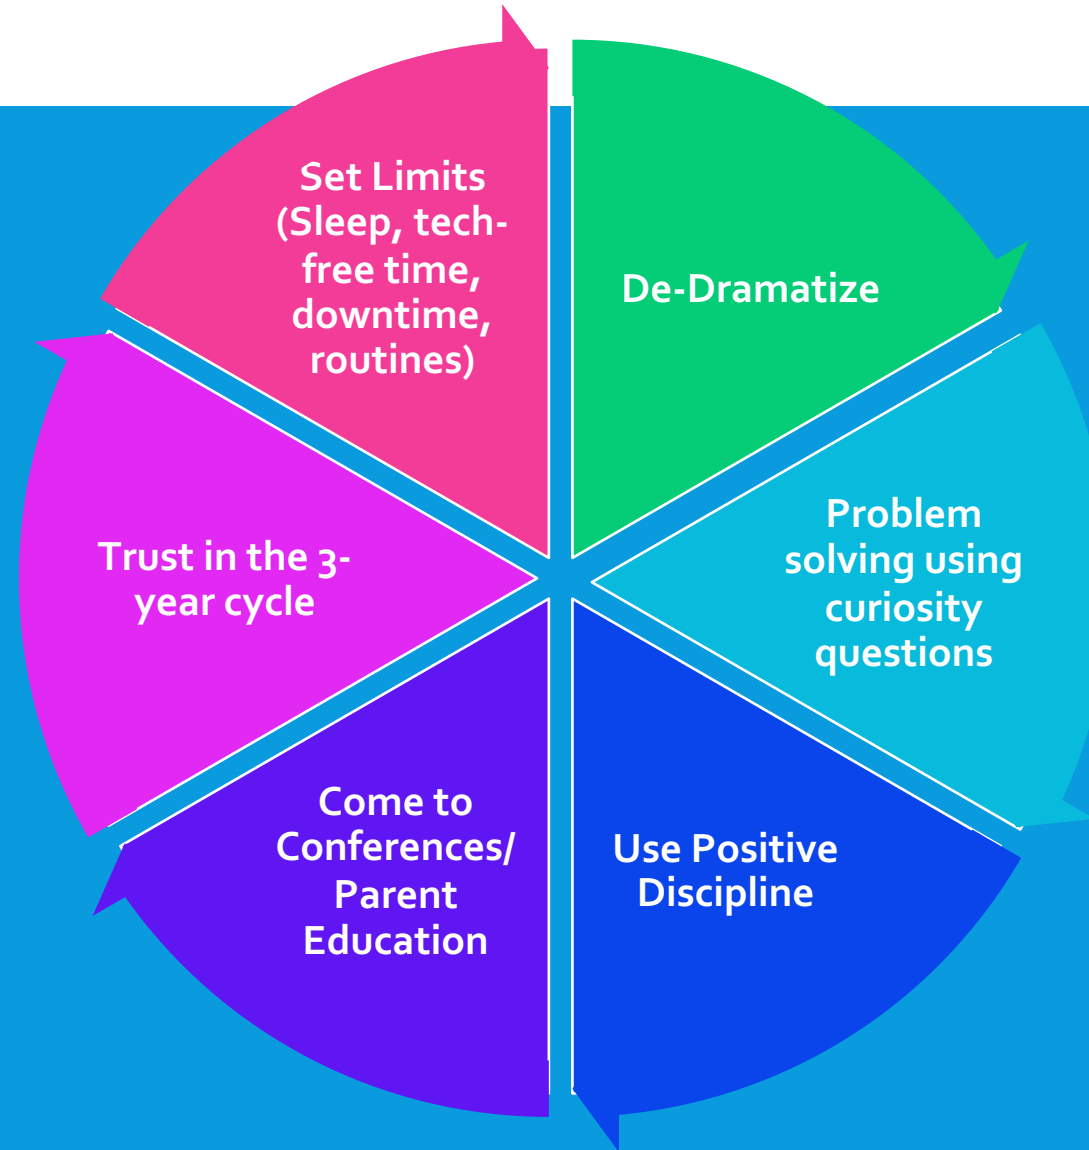 Set Limits
(Sleep, tech-
free time,
downtime,
routines)
De-Dramatize
Problem
solving using
curiosity
questions
Trust in the 3-
year cycle
Come to
Conferences/
Parent
Education
Use Positive
Discipline